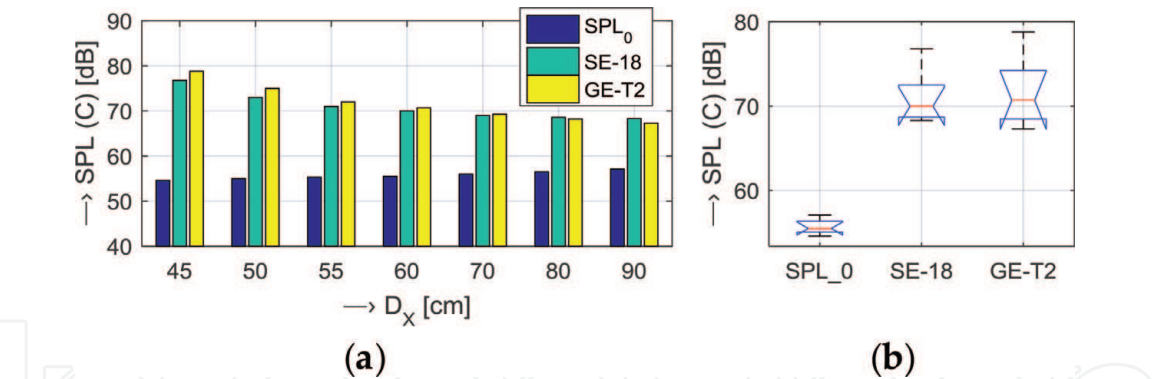 90
80
70
60
50
40
→ SPL (C) [dB]
SPL0
SE-18
GE-T2
45 50 55 60 70 80 90
→ DX [cm]
(a)
80
70
60
→ SPL (C) [dB]
SPL_0 SE-18 GE-T2
(b)